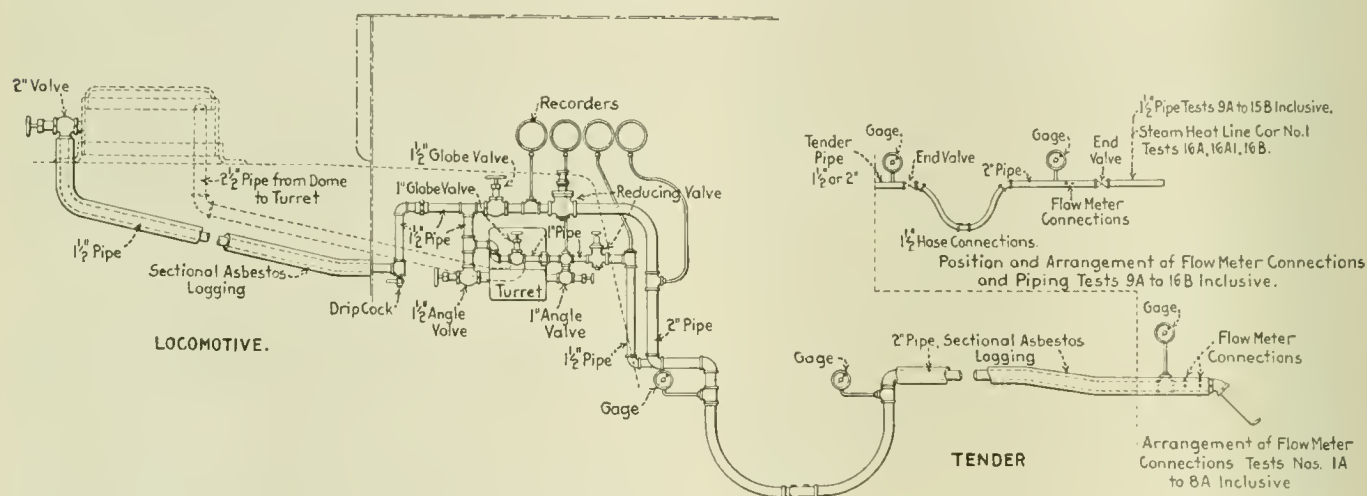 2" Valve
2½" Pipe from Dome
to Turret
1½" Pipe
Sectional Asbestos
Lagging
LOCOMOTIVE.
Drip Cock
Recorders
1½" Globe Valve
1" Globe Valve
Reducing Valve
1½" Pipe
1" Pipe
Turret
1½" Angle
Valve
1" Angle
Valve
2" Pipe
1½" Pipe
Gage
Gage
Tender
Pipe
1½" or 2"
End Valve
1½" Hose Connections.
2" Pipe
Gage
Flow Meter
Connections
End
Valve
1½" Pipe Tests 9A to 15B Inclusive.
Steam Heat Line Car No.1
Tests 16A, 16A1, 16B.
Position and Arrangement of Flow Meter Connections
and Piping Tests 9A to 16B Inclusive.
Gage
2" Pipe, Sectional Asbestos
Lagging
Gage
Flow Meter
Connections
TENDER
Arrangement of Flow Meter
Connections Tests Nos. 1A
to 8A Inclusive